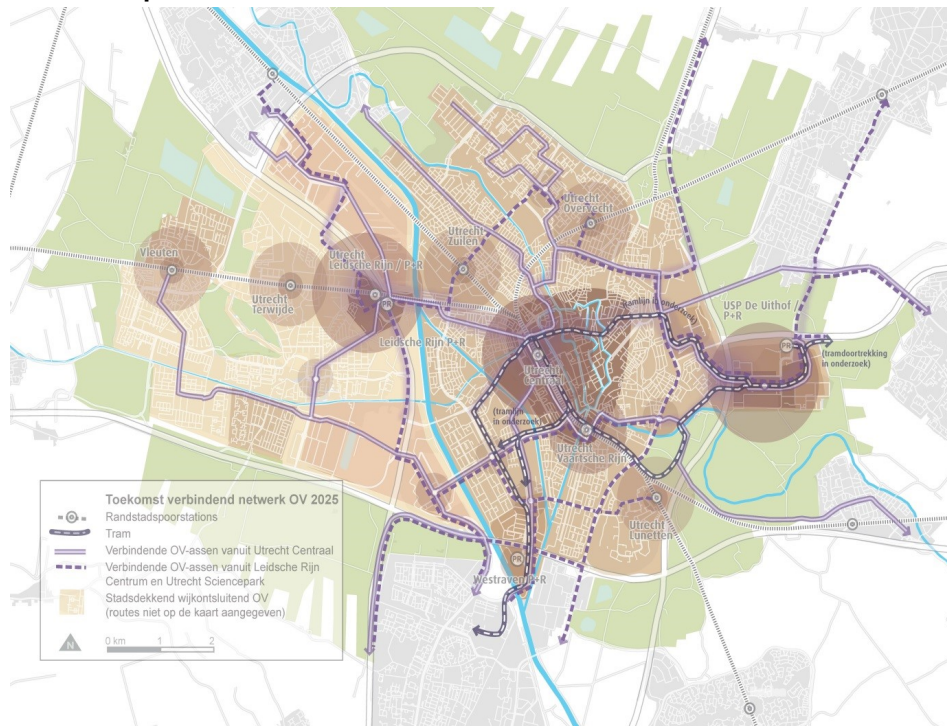 Utrecht
Overvecht
Utrecht
Zuilen
Vleuten
Utrecht
Leidsche Rijn / P+R
Utrecht
Terwijde
PR
Leidsche Rijn P+R
(tramlijn in onderzoek)
USP De Uithof /
P+R
PR
(tramdoortrekking
in onderzoek)
Utrecht
Centraal
(tramlijn
in onderzoek)
Utrecht
Vaartsche Rijn
Utrecht
Lunetten
PR
Westraven P+R
Toekomst verbindend netwerk OV 2025
Randstadspoorstations
Tram
Verbindende OV-assen vanuit Utrecht Centraal
Verbindende OV-assen vanuit Leidsche Rijn
Centrum en Utrecht Sciencepark
Stadsdekkend wijkontsluitend OV
(routes niet op de kaart aangegeven)
N
0 km 1 2